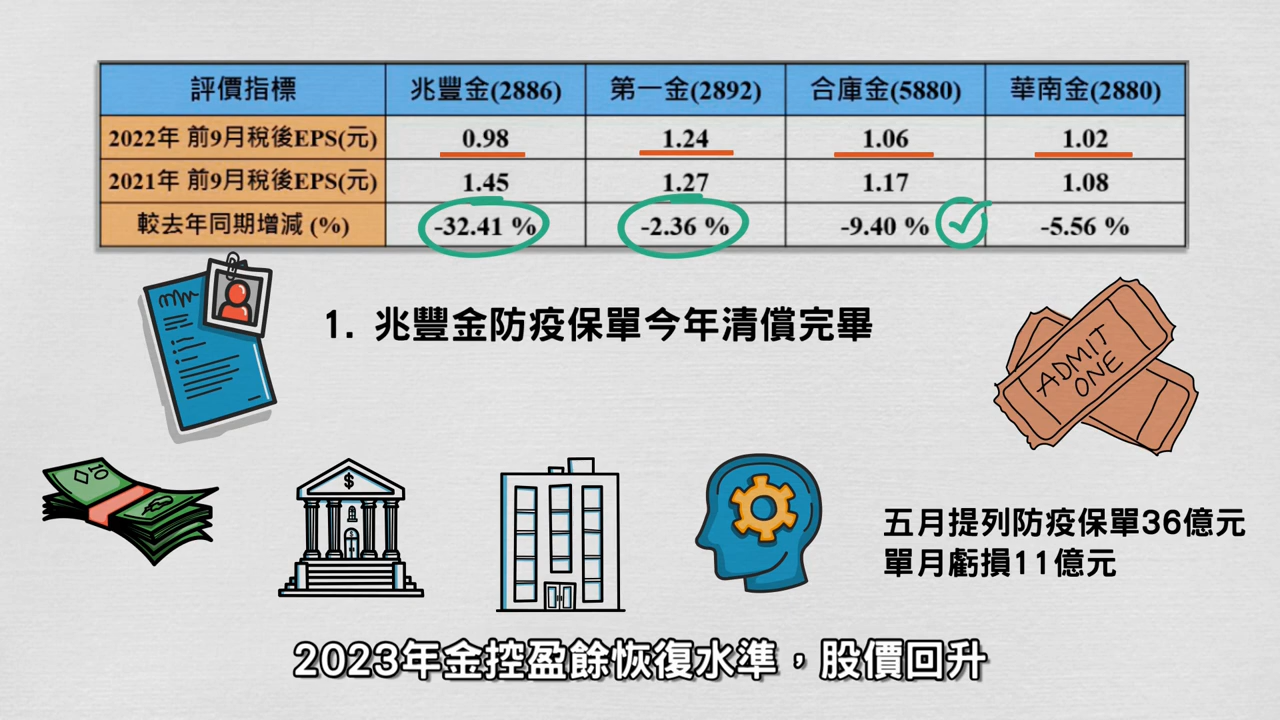 評價指標 兆豐金(2886) 第一金(2892) 合庫金(5880) 華南金(2880)
2022年 前9月稅後EPS(元) 0.98 1.24 1.06 1.02
2021年 前9月稅後EPS(元) 1.45 1.27 1.17 1.08
較去年同期增減 (%) -32.41 % -2.36 % -9.40 % -5.56 %
1. 兆豐金防疫保單今年清償完畢
ADMIT
ONE
10
$
五月提列防疫保單36億元
單月虧損11億元
2023年金控盈餘恢復水準，股價回升